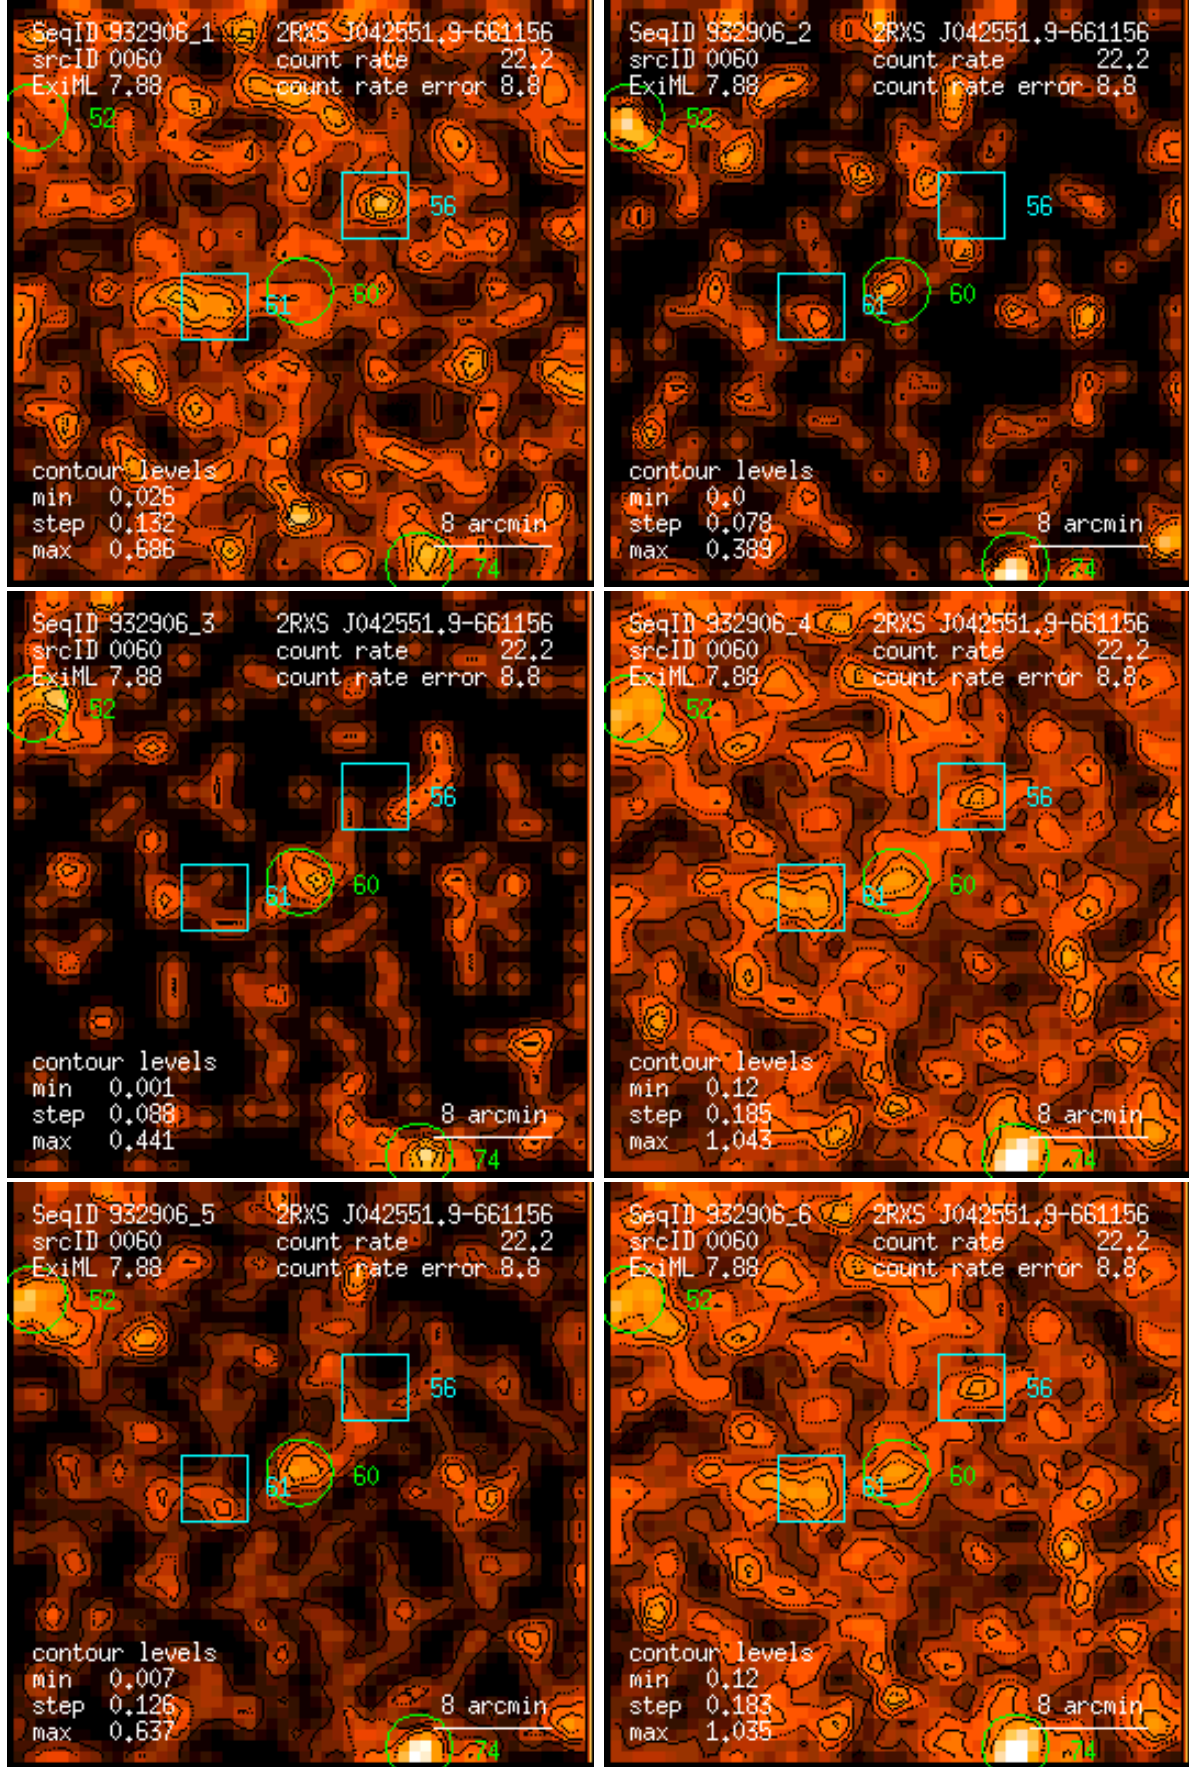 SeqID 932906_1 2RXS J042551.9-661156
srcID 0060 count rate 22.2
ExiML 7.88 count rate error 8.8
52
56
61 60
contour levels
min 0.026
step 0.132 8 arcmin
max 0.686
74
SeqID 932906_2 2RXS J042551.9-661156
srcID 0060 count rate 22.2
ExiML 7.88 count rate error 8.8
52
56
61 60
contour levels
min 0.0
step 0.078 8 arcmin
max 0.389
74
SeqID 932906_3 2RXS J042551.9-661156
srcID 0060 count rate 22.2
ExiML 7.88 count rate error 8.8
52
56
61 60
contour levels
min 0.001
step 0.088 8 arcmin
max 0.441
74
SeqID 932906_4 2RXS J042551.9-661156
srcID 0060 count rate 22.2
ExiML 7.88 count rate error 8.8
52
56
61 60
contour levels
min 0.12
step 0.185 8 arcmin
max 1.043
74
SeqID 932906_5 2RXS J042551.9-661156
srcID 0060 count rate 22.2
ExiML 7.88 count rate error 8.8
52
56
61 60
contour levels
min 0.007
step 0.126 8 arcmin
max 0.637
74
SeqID 932906_6 2RXS J042551.9-661156
srcID 0060 count rate 22.2
ExiML 7.88 count rate error 8.8
52
56
61 60
contour levels
min 0.12
step 0.183 8 arcmin
max 1.035
74